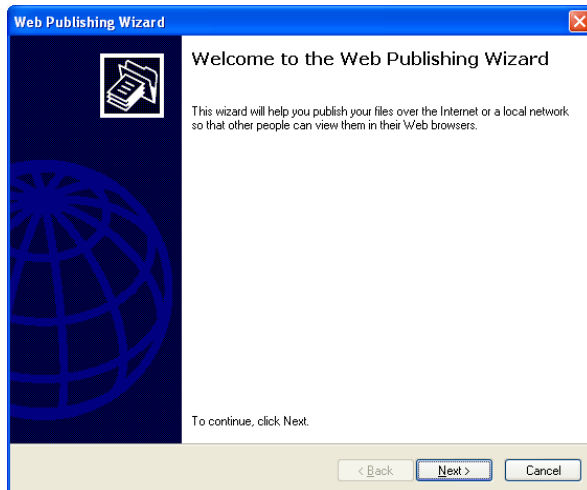 Web Publishing Wizard
Welcome to the Web Publishing Wizard
This wizard will help you publish your files over the Internet or a local network
so that other people can view them in their Web browsers.
To continue, click Next.
< Back Next > Cancel